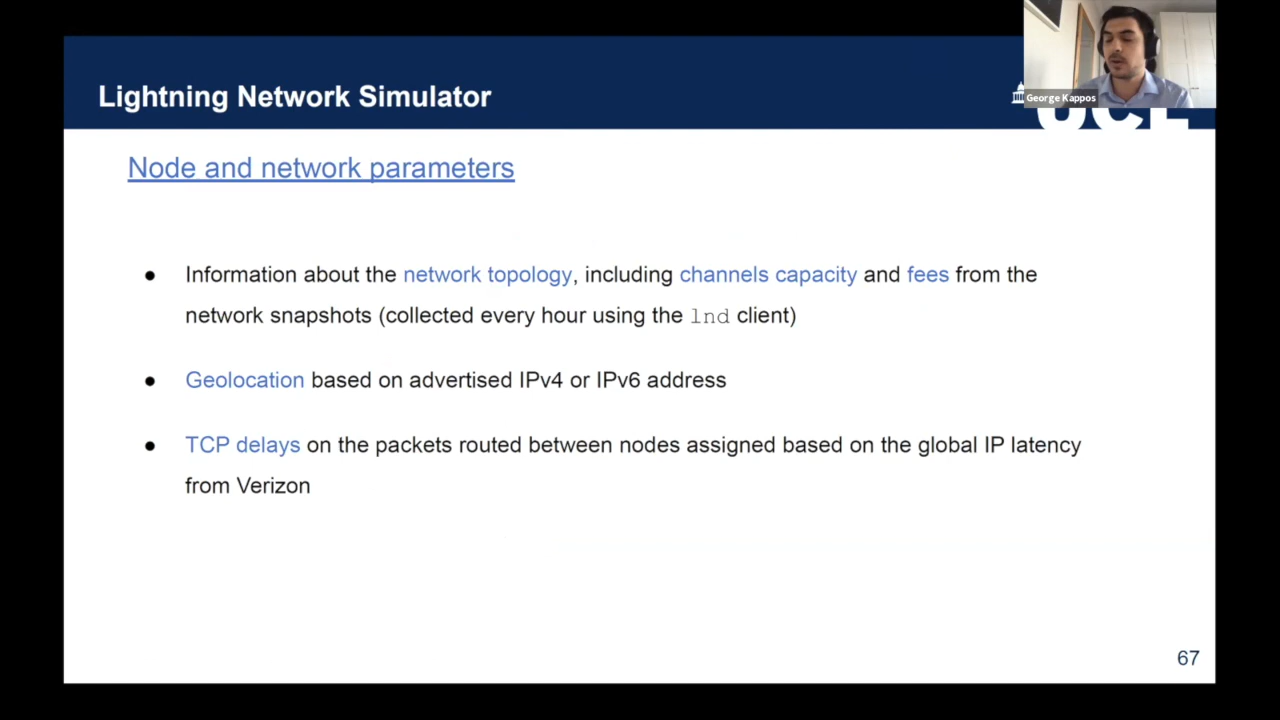 Lightning Network Simulator
George Kappos
UCL
Node and network parameters
● Information about the network topology, including channels capacity and fees from the
network snapshots (collected every hour using the lnd client)
● Geolocation based on advertised IPv4 or IPv6 address
● TCP delays on the packets routed between nodes assigned based on the global IP latency
from Verizon
67